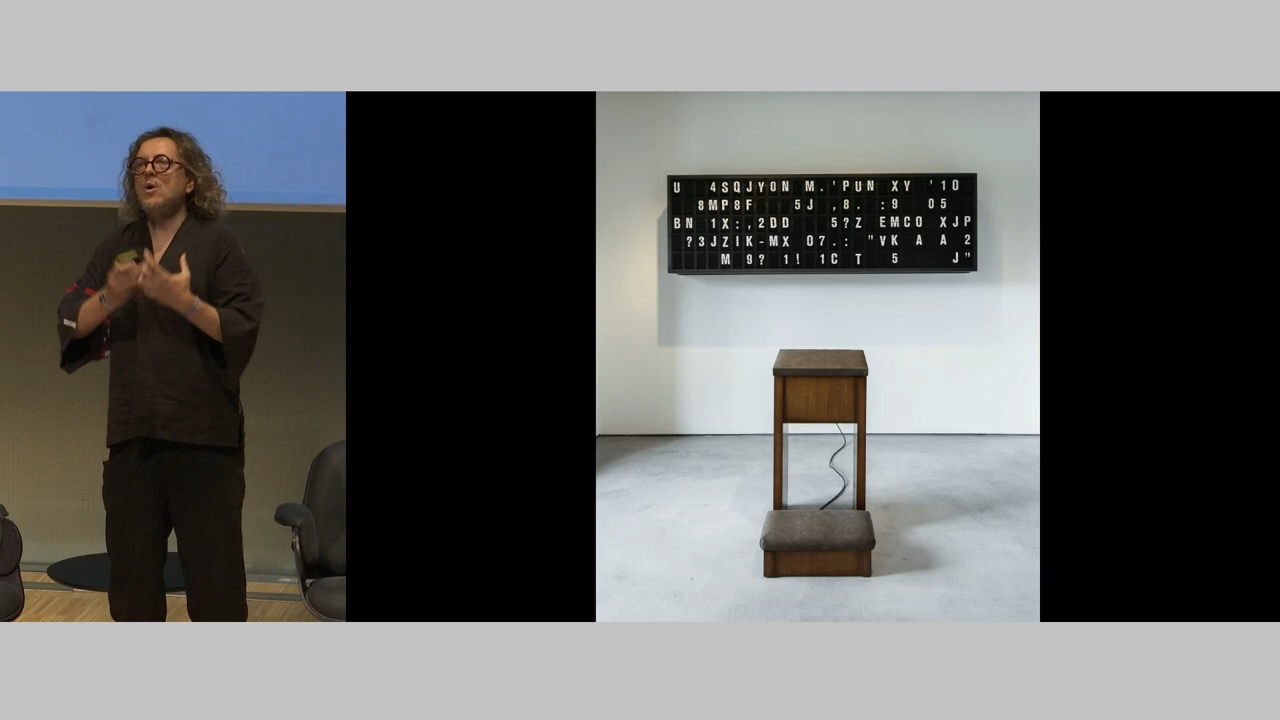 U 4SQJYON M.'PUN XY '10
8MP8F 5J ,8. :9 05
BN 1X:,2DD 5?Z EMCO XJP
?3JZIK-MX 07.: "VK A A 2
M 9? 1! 1C T 5 J"